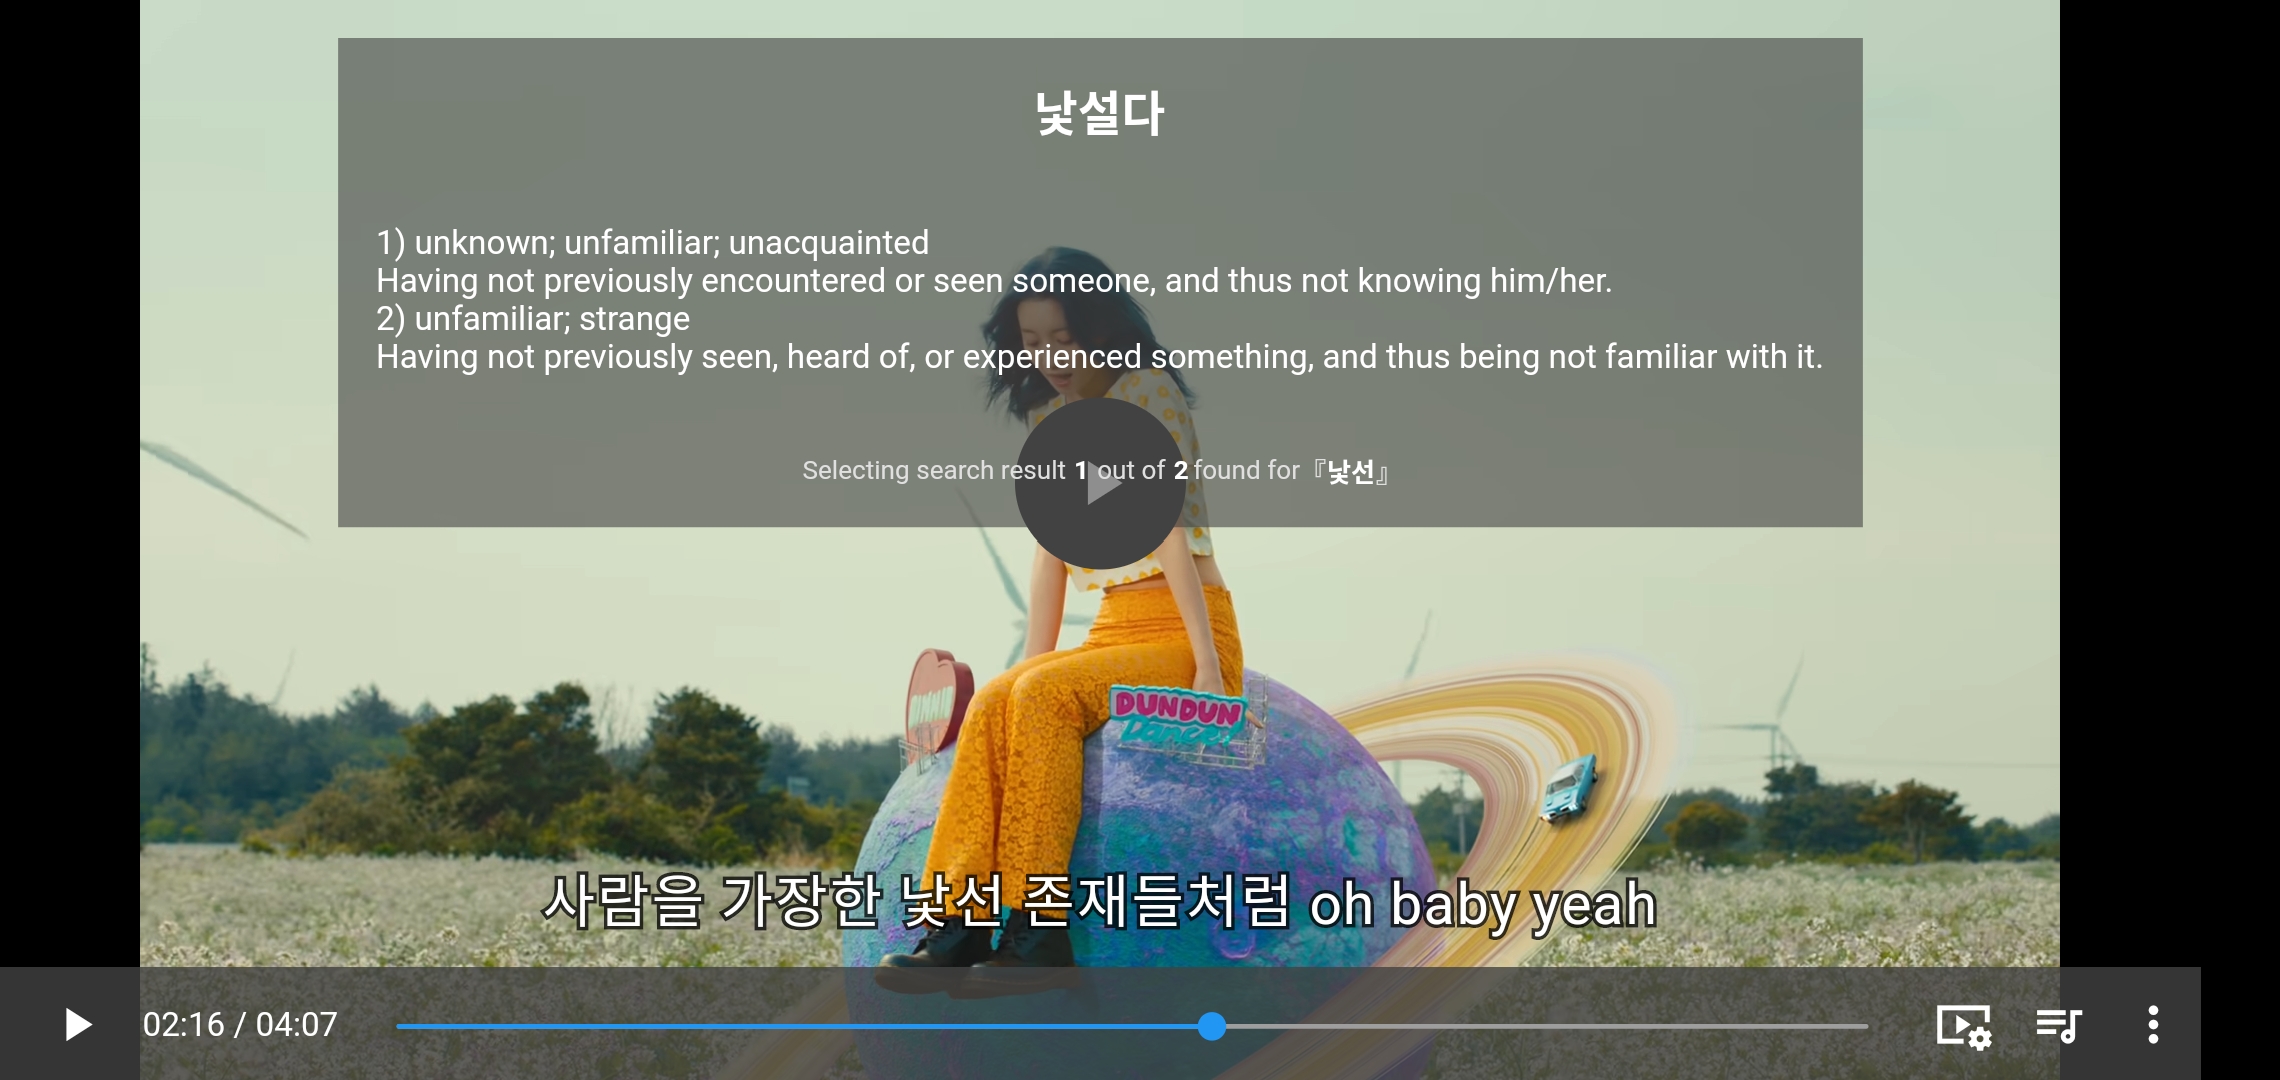 낯설다
1) unknown; unfamiliar; unacquainted
Having not previously encountered or seen someone, and thus not knowing him/her.
2) unfamiliar; strange
Having not previously seen, heard of, or experienced something, and thus being not familiar with it.
Selecting search result 1 out of 2 found for『낯선』
DUNDUN
Dance
사람을 가장한 낯선 존재들처럼 oh baby yeah
02:16 / 04:07